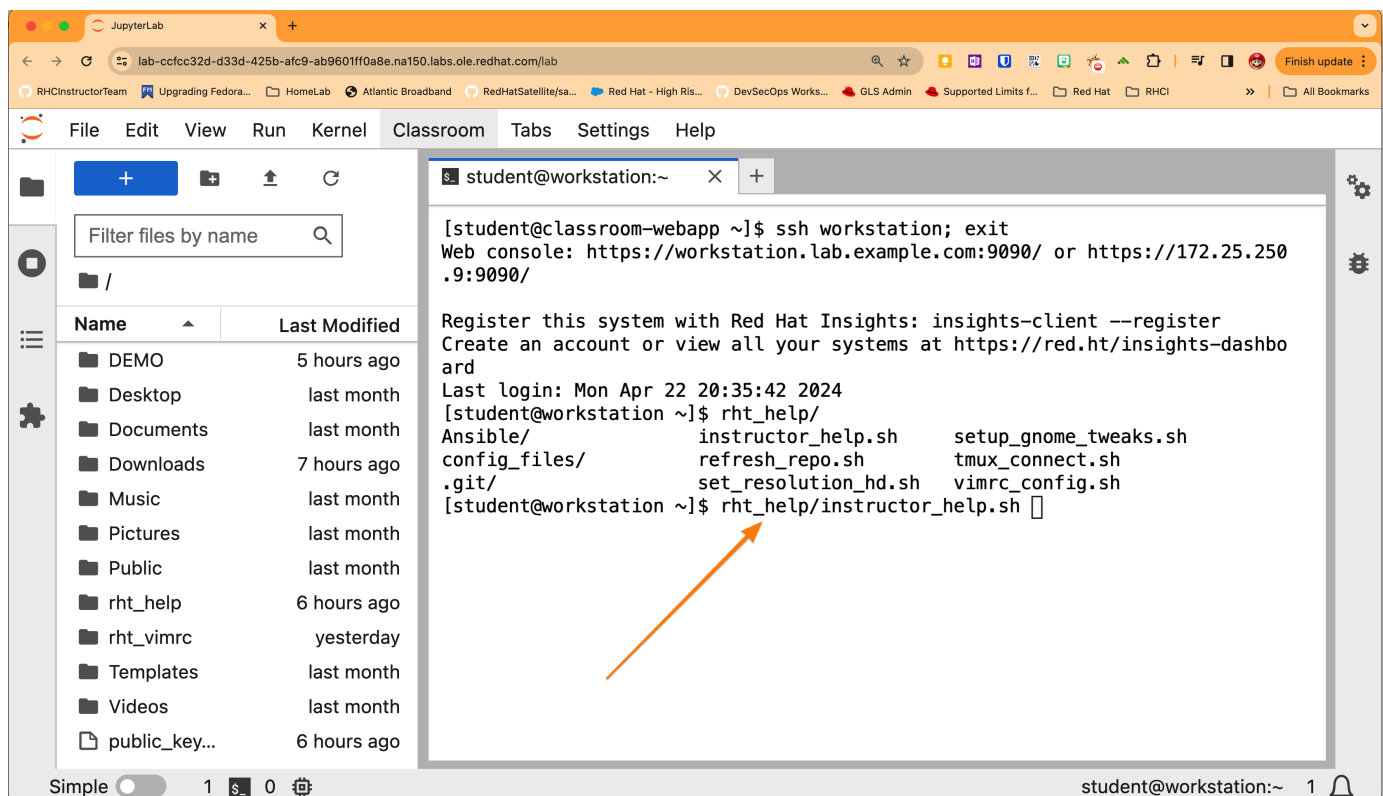 JupyterLab
lab-ccfcc32d-d33d-425b-afc9-ab9601ff0a8e.na150.labs.ole.redhat.com/lab
Finish update
RHCInstructorTeam
Upgrading Fedora...
HomeLab
Atlantic Broadband
RedHatSatellite/sa...
Red Hat - High Ris...
DevSecOps Works...
GLS Admin
Supported Limits f...
Red Hat
RHCI
»
All Bookmarks
File Edit View Run Kernel Classroom Tabs Settings Help
+
Filter files by name
/
Name Last Modified
DEMO 5 hours ago
Desktop last month
Documents last month
Downloads 7 hours ago
Music last month
Pictures last month
Public last month
rht_help 6 hours ago
rht_vimrc yesterday
Templates last month
Videos last month
public_key... 6 hours ago
student@workstation:~
[student@classroom-webapp ~]$ ssh workstation; exit
Web console: https://workstation.lab.example.com:9090/ or https://172.25.250
.9:9090/
Register this system with Red Hat Insights: insights-client --register
Create an account or view all your systems at https://red.ht/insights-dashbo
ard
Last login: Mon Apr 22 20:35:42 2024
[student@workstation ~]$ rht_help/
Ansible/ instructor_help.sh setup_gnome_tweaks.sh
config_files/ refresh_repo.sh tmux_connect.sh
.git/ set_resolution_hd.sh vimrc_config.sh
[student@workstation ~]$ rht_help/instructor_help.sh
Simple 1 $_ 0 student@workstation:~ 1